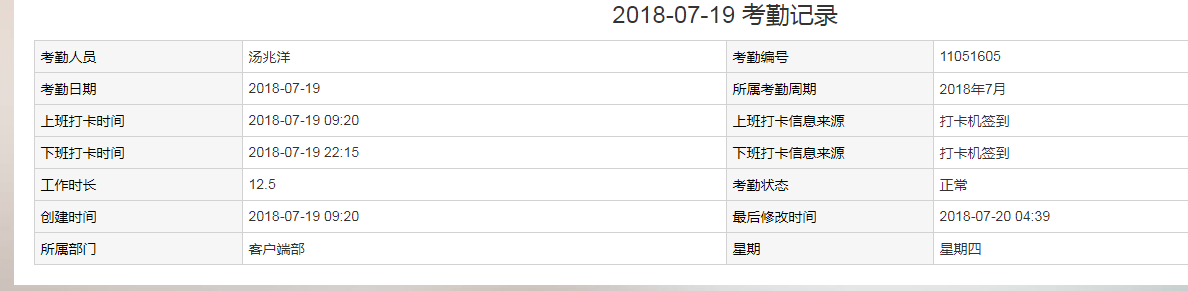 2018-07-19 考勤记录
考勤人员 汤兆洋 考勤编号 11051605
考勤日期 2018-07-19 所属考勤周期 2018年7月
上班打卡时间 2018-07-19 09:20 上班打卡信息来源 打卡机签到
下班打卡时间 2018-07-19 22:15 下班打卡信息来源 打卡机签到
工作时长 12.5 考勤状态 正常
创建时间 2018-07-19 09:20 最后修改时间 2018-07-20 04:39
所属部门 客户端部 星期 星期四